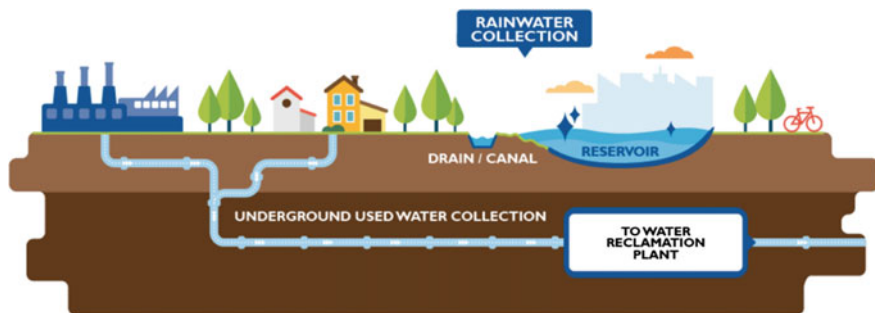 RAINWATER
COLLECTION
DRAIN / CANAL
RESERVOIR
UNDERGROUND USED WATER COLLECTION
TO WATER
RECLAMATION
PLANT